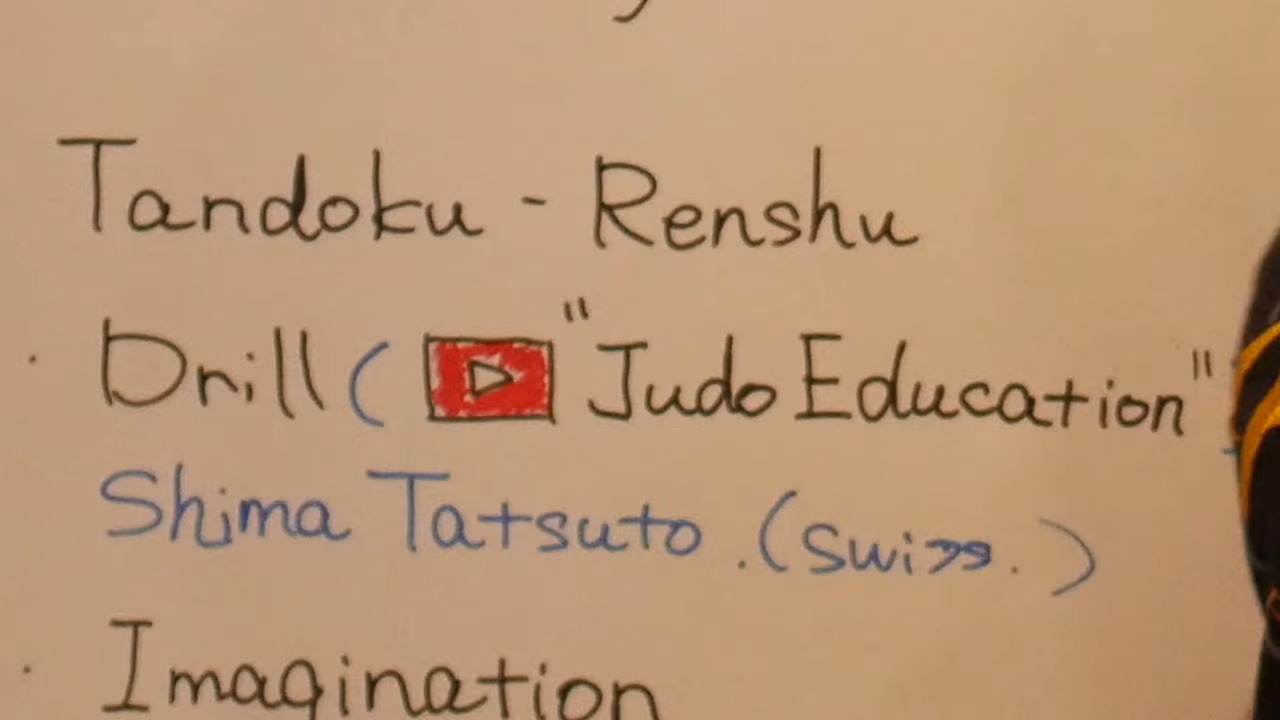 Tandoku - Renshu
· Drill ( "Judo Education"
Shima Tatsuto. (Swiss.)
· Imagination